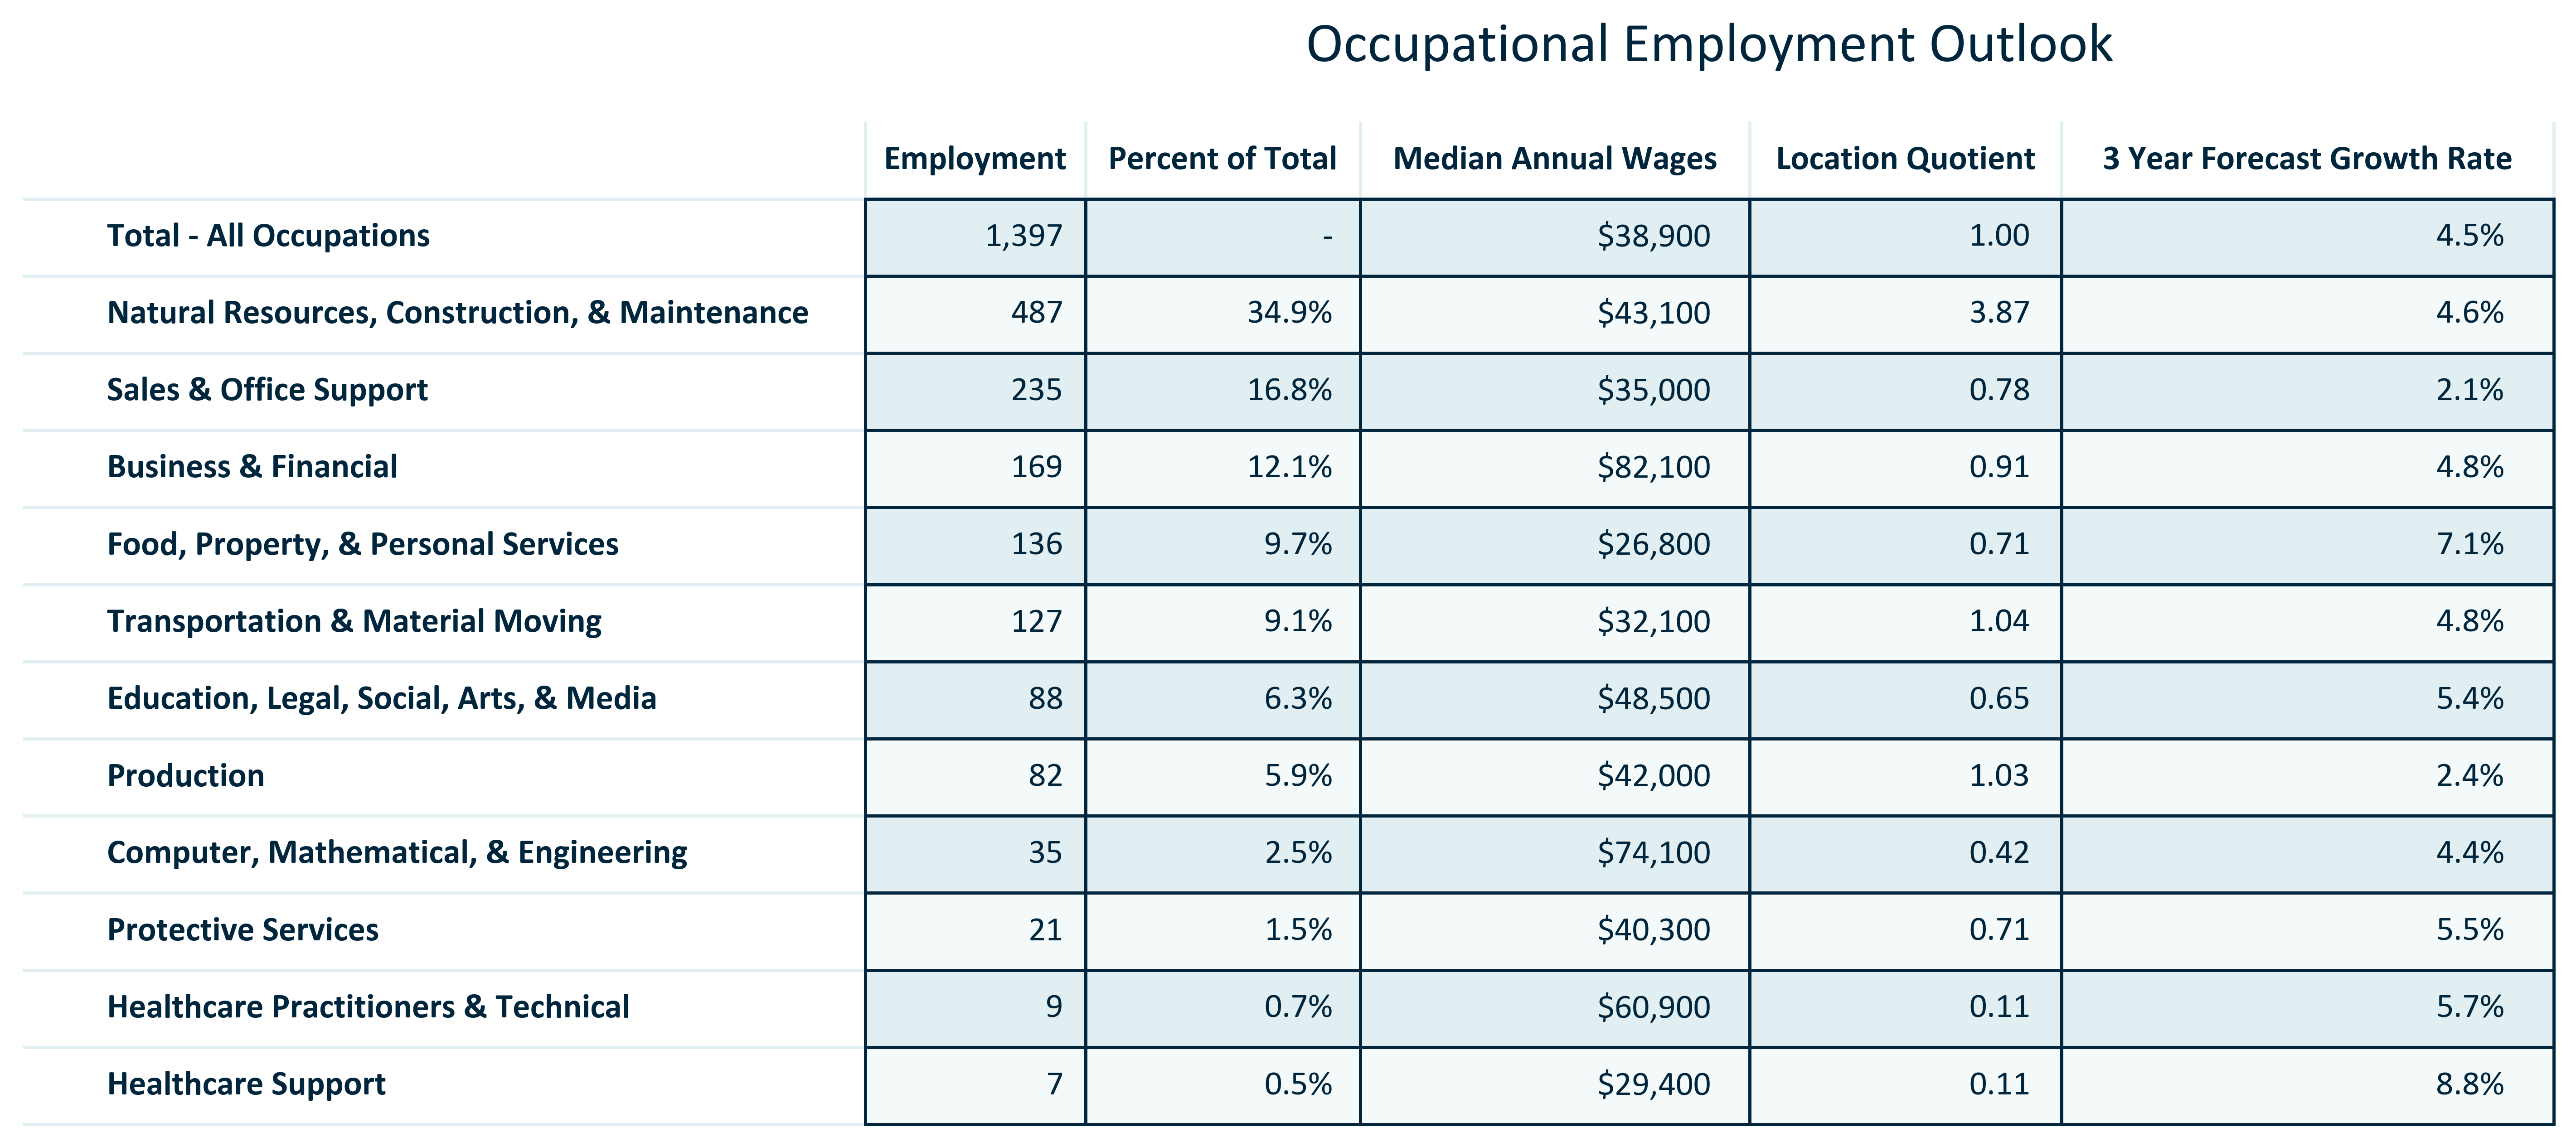 Occupational Employment Outlook
Employment Percent of Total Median Annual Wages Location Quotient 3 Year Forecast Growth Rate
Total - All Occupations 1,397 - $38,900 1.00 4.5%
Natural Resources, Construction, & Maintenance 487 34.9% $43,100 3.87 4.6%
Sales & Office Support 235 16.8% $35,000 0.78 2.1%
Business & Financial 169 12.1% $82,100 0.91 4.8%
Food, Property, & Personal Services 136 9.7% $26,800 0.71 7.1%
Transportation & Material Moving 127 9.1% $32,100 1.04 4.8%
Education, Legal, Social, Arts, & Media 88 6.3% $48,500 0.65 5.4%
Production 82 5.9% $42,000 1.03 2.4%
Computer, Mathematical, & Engineering 35 2.5% $74,100 0.42 4.4%
Protective Services 21 1.5% $40,300 0.71 5.5%
Healthcare Practitioners & Technical 9 0.7% $60,900 0.11 5.7%
Healthcare Support 7 0.5% $29,400 0.11 8.8%